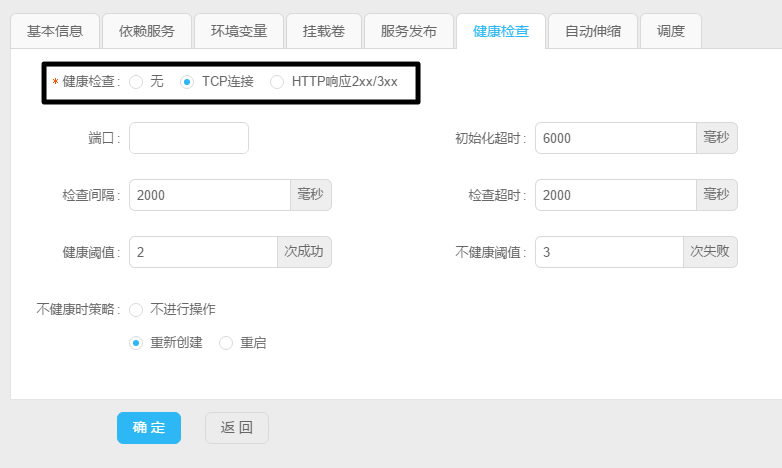 基本信息 依赖服务 环境变量 挂载卷 服务发布 健康检查 自动伸缩 调度
* 健康检查: 无 TCP连接 HTTP响应2xx/3xx
端口: 初始化超时: 6000 毫秒
检查间隔: 2000 毫秒 检查超时: 2000 毫秒
健康阈值: 2 次成功 不健康阈值: 3 次失败
不健康时策略: 不进行操作
重新创建 重启
确 定 返 回